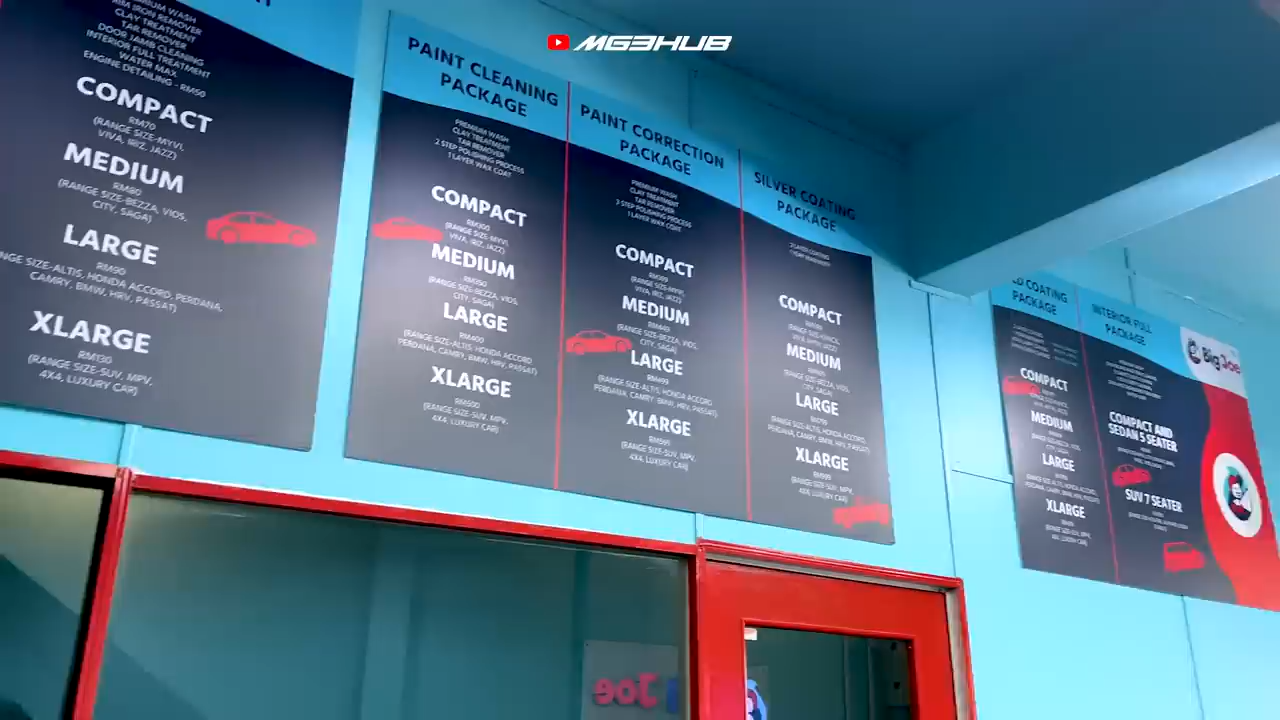 MG3HUB
RIM IRON REMOVER
CLAY TREATMENT
TAR REMOVER
DOOR JAMB CLEANING
INTERIOR FULL TREATMENT
WATER MAX
ENGINE DETAILING - RM50
COMPACT
RM70
(RANGE SIZE-MYVI,
VIVA, IRIZ, JAZZ)
MEDIUM
RM80
(RANGE SIZE-BEZZA, VIOS,
CITY, SAGA)
LARGE
RM90
SIZE-ALTIS, HONDA ACCORD, PERDANA,
CAMRY, BMW, HRV, PASSAT)
XLARGE
RM130
(RANGE SIZE-SUV, MPV,
4X4, LUXURY CAR)
PAINT CLEANING
PACKAGE
PREMIUM WASH
CLAY TREATMENT
TAR REMOVER
2 STEP POLISHING PROCESS
1 LAYER WAX COAT
COMPACT
RM300
(RANGE SIZE-MYVI,
VIVA, IRIZ, JAZZ)
MEDIUM
RM350
(RANGE SIZE-BEZZA, VIOS,
CITY, SAGA)
LARGE
RM400
(RANGE SIZE-ALTIS, HONDA ACCORD
PERDANA, CAMRY, BMW, HRV, PASSAT)
XLARGE
RM500
(RANGE SIZE-SUV, MPV,
4X4, LUXURY CAR)
PAINT CORRECTION
PACKAGE
PREMIUM WASH
CLAY TREATMENT
TAR REMOVER
3 STEP POLISHING PROCESS
1 LAYER WAX COAT
COMPACT
(RANGE SIZE-MYVI,
VIVA, IRIZ, JAZZ)
MEDIUM
RM449
(RANGE SIZE-BEZZA, VIOS,
CITY, SAGA)
LARGE
RM499
(RANGE SIZE-ALTIS, HONDA ACCORD
PERDANA, CAMRY, BMW, HRV, PASSAT)
XLARGE
RM599
(RANGE SIZE-SUV, MPV,
4X4, LUXURY CAR)
SILVER COATING
PACKAGE
COMPACT
MEDIUM
(RANGE SIZE-BEZZA, VIOS,
CITY, SAGA)
LARGE
(RANGE SIZE-ALTIS, HONDA ACCORD,
PERDANA, CAMRY, BMW, HRV, PASSAT)
XLARGE
(RANGE SIZE-SUV, MPV,
4X4, LUXURY CAR)
COATING
PACKAGE
COMPACT
MEDIUM
LARGE
XLARGE
INTERIOR FULL
PACKAGE
COMPACT AND
SEDAN 5 SEATER
SUV 7 SEATER
Big Joe
Joe